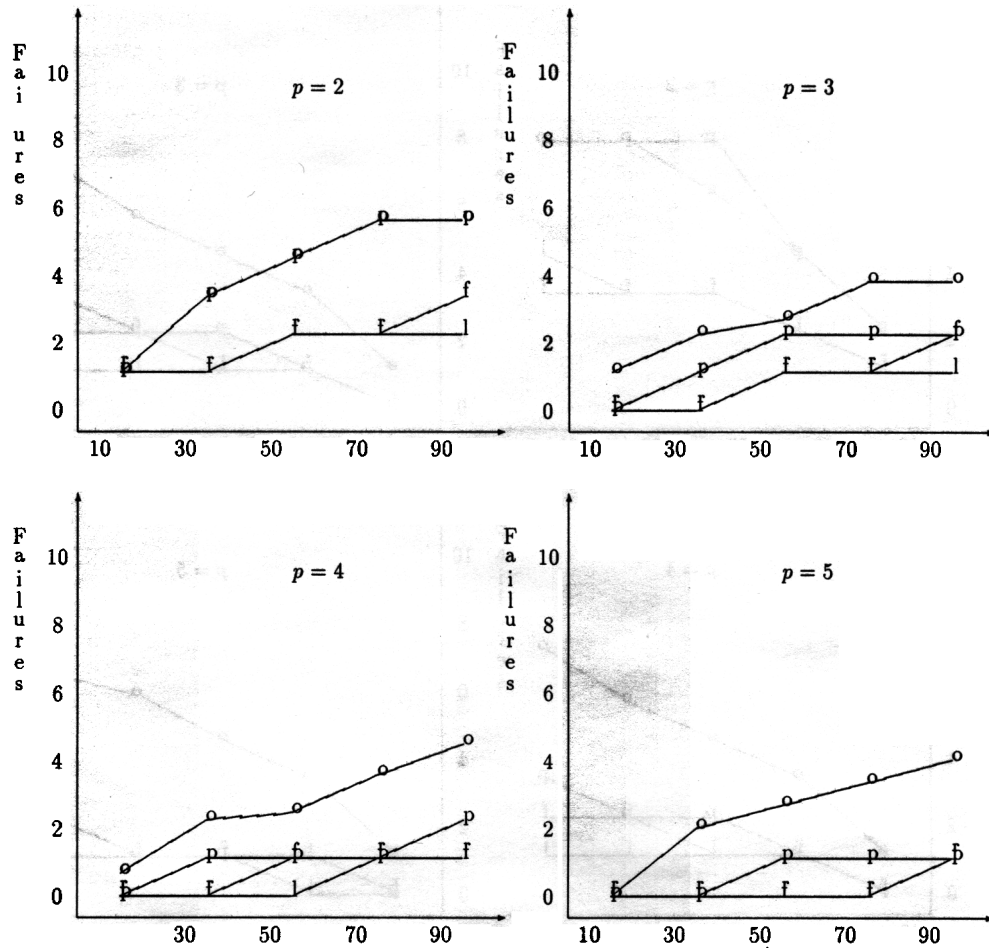 Failures
10
8
6
4
2
0
p = 2
p p
p
p f
f f l
f p f
10 30 50 70 90
Failures
10
8
6
4
2
0
p = 3
o o
o o
p p f p
o p f f l
f p f
10 30 50 70 90
Failures
10
8
6
4
2
0
p = 4
o
o
o o p
o p f p f p f
f p f l
30 50 70 90
Failures
10
8
6
4
2
0
p = 5
o
o
o o
p p f p
f p o f p f f
10 30 50 70 90